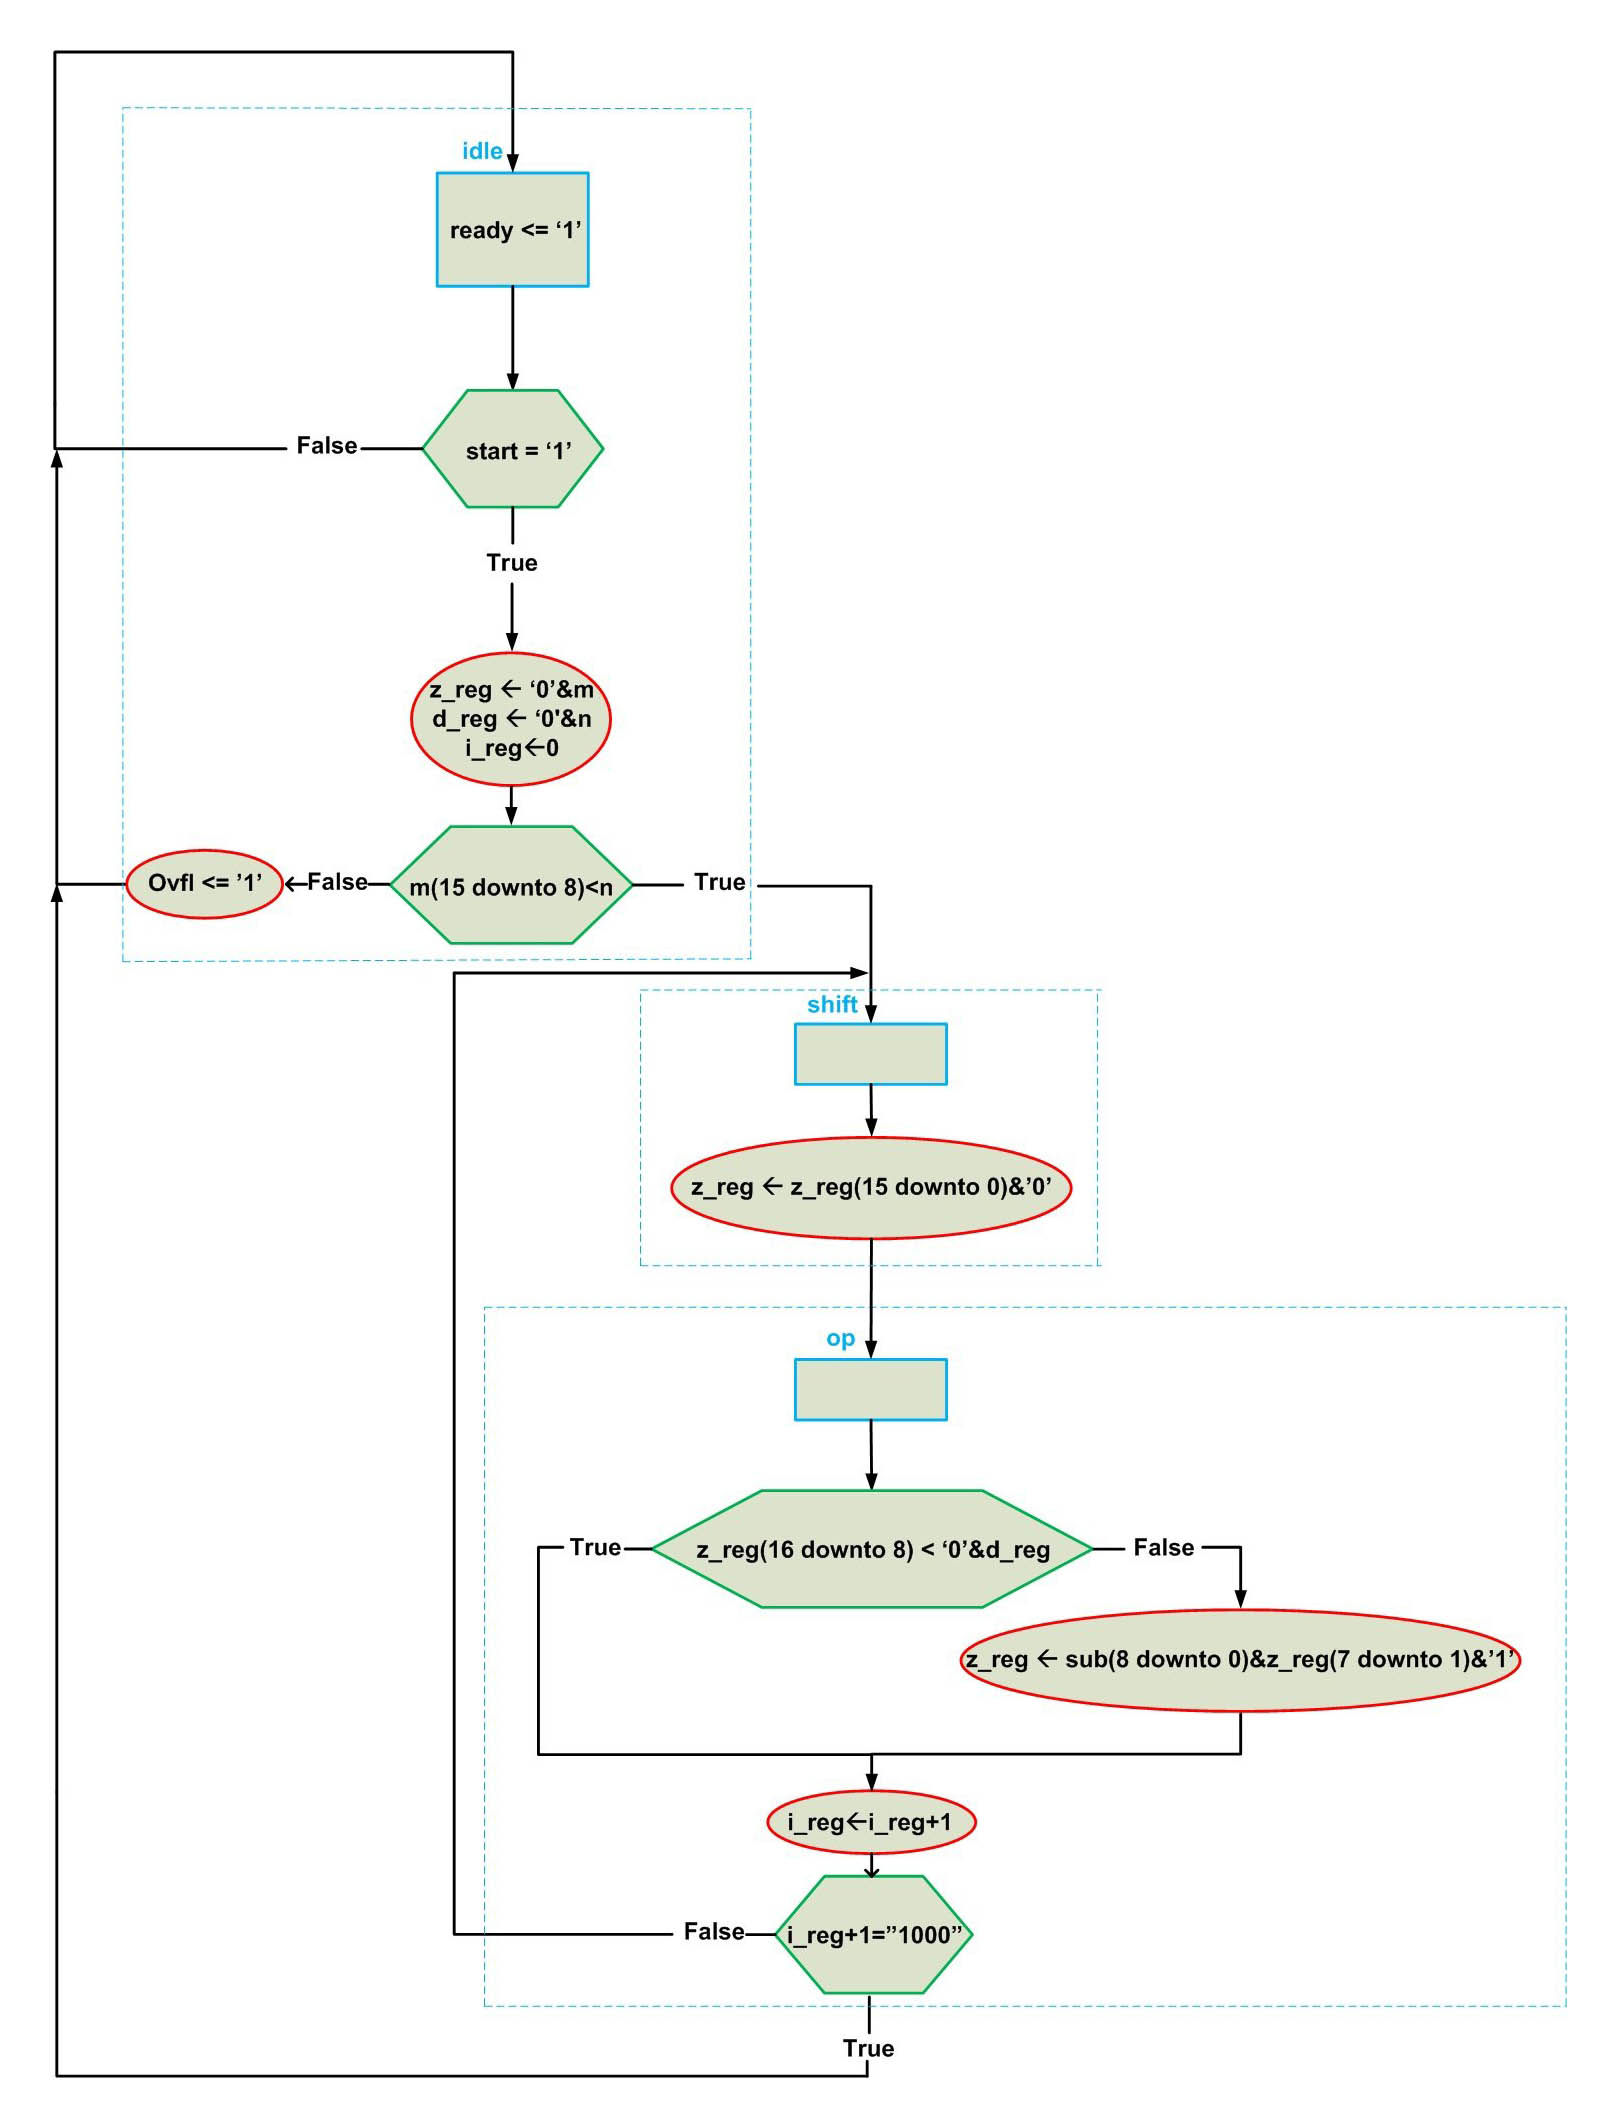 idle
ready <= ‘1’
False
start = ‘1’
True
z_reg ← ‘0’&m
d_reg ← ‘0'&n
i_reg←0
Ovfl <= ’1’
False
m(15 downto 8)<n
True
shift
z_reg ← z_reg(15 downto 0)&’0’
op
True
z_reg(16 downto 8) < ‘0’&d_reg
False
z_reg ← sub(8 downto 0)&z_reg(7 downto 1)&’1’
i_reg←i_reg+1
False
i_reg+1=”1000”
True